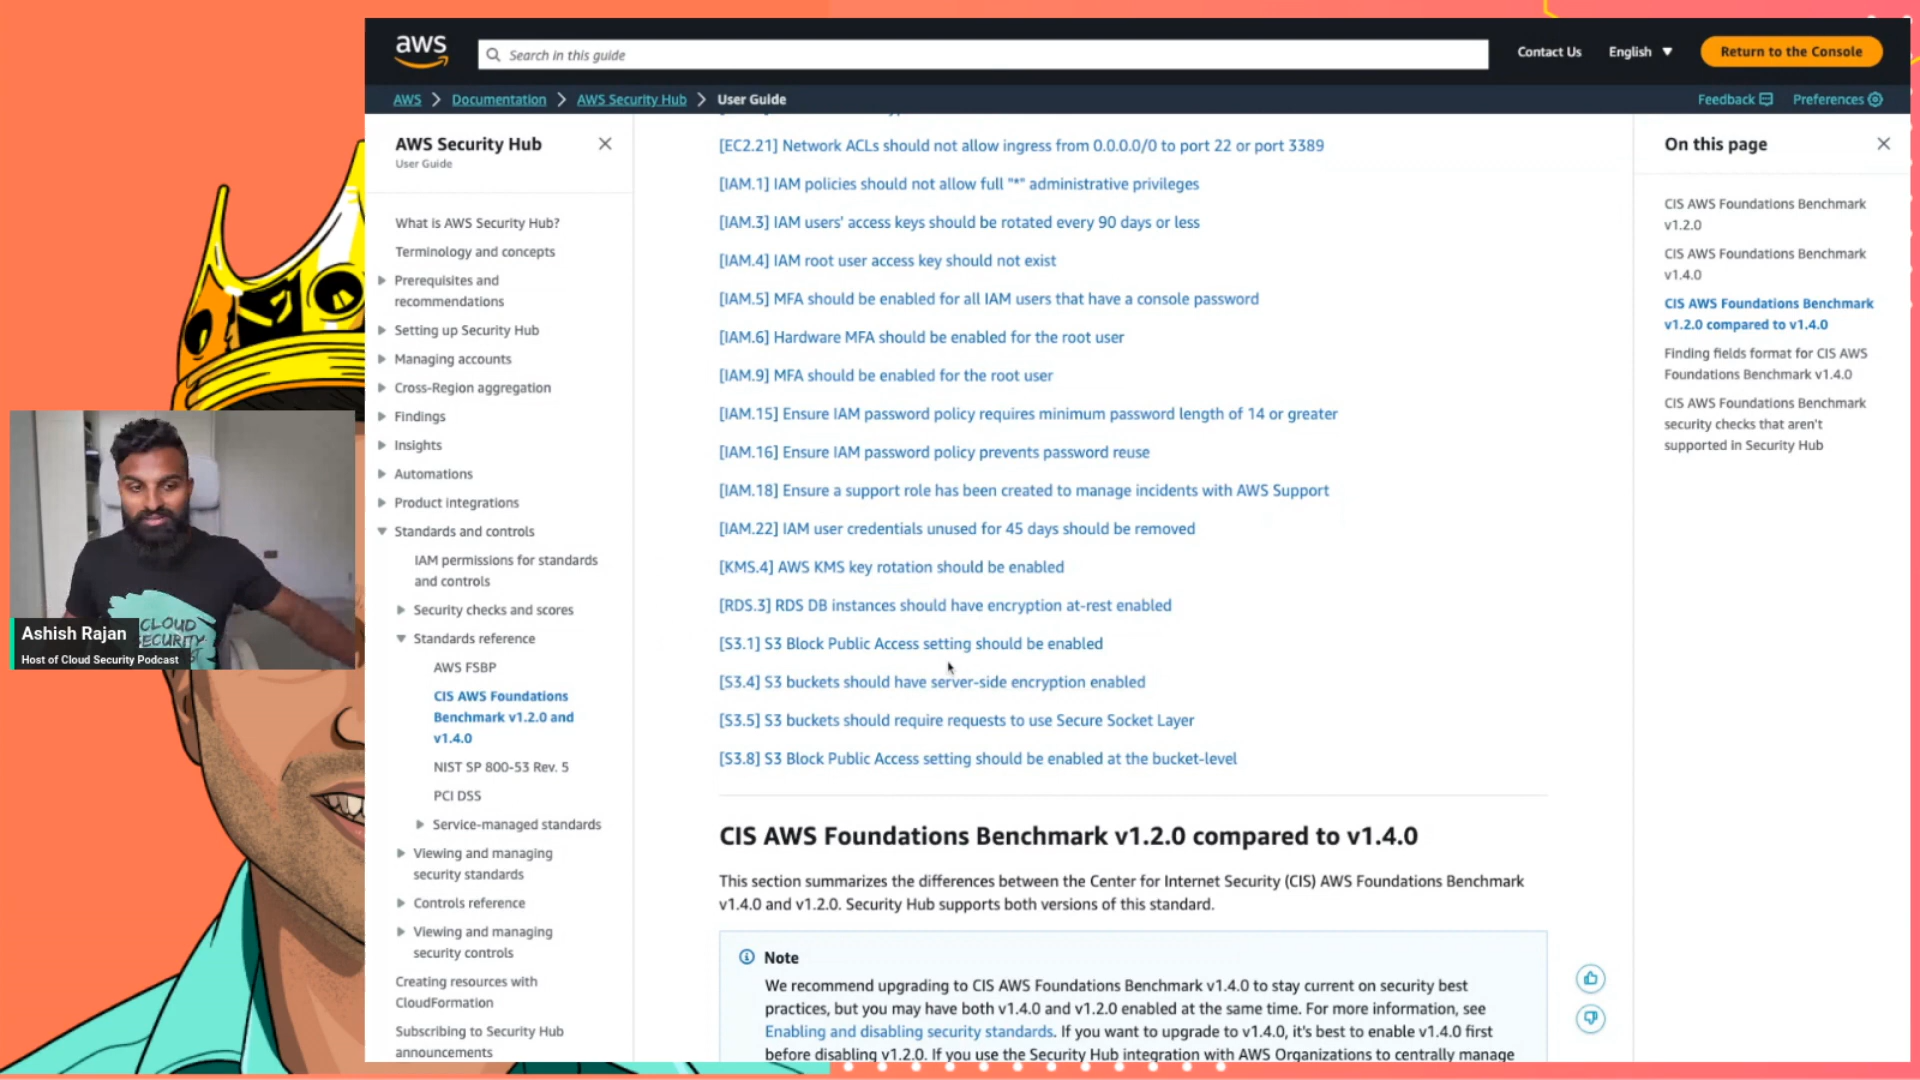 aws
Search in this guide
Contact Us
English
Return to the Console
AWS
Documentation
AWS Security Hub
User Guide
Feedback
Preferences
AWS Security Hub
User Guide
What is AWS Security Hub?
Terminology and concepts
Prerequisites and
recommendations
Setting up Security Hub
Managing accounts
Cross-Region aggregation
Findings
Insights
Automations
Product integrations
Standards and controls
IAM permissions for standards
and controls
Security checks and scores
Standards reference
AWS FSBP
CIS AWS Foundations
Benchmark v1.2.0 and
v1.4.0
NIST SP 800-53 Rev. 5
PCI DSS
Service-managed standards
Viewing and managing
security standards
Controls reference
Viewing and managing
security controls
Creating resources with
CloudFormation
Subscribing to Security Hub
announcements
[EC2.21] Network ACLs should not allow ingress from 0.0.0.0/0 to port 22 or port 3389
[IAM.1] IAM policies should not allow full "*" administrative privileges
[IAM.3] IAM users' access keys should be rotated every 90 days or less
[IAM.4] IAM root user access key should not exist
[IAM.5] MFA should be enabled for all IAM users that have a console password
[IAM.6] Hardware MFA should be enabled for the root user
[IAM.9] MFA should be enabled for the root user
[IAM.15] Ensure IAM password policy requires minimum password length of 14 or greater
[IAM.16] Ensure IAM password policy prevents password reuse
[IAM.18] Ensure a support role has been created to manage incidents with AWS Support
[IAM.22] IAM user credentials unused for 45 days should be removed
[KMS.4] AWS KMS key rotation should be enabled
[RDS.3] RDS DB instances should have encryption at-rest enabled
[S3.1] S3 Block Public Access setting should be enabled
[S3.4] S3 buckets should have server-side encryption enabled
[S3.5] S3 buckets should require requests to use Secure Socket Layer
[S3.8] S3 Block Public Access setting should be enabled at the bucket-level
CIS AWS Foundations Benchmark v1.2.0 compared to v1.4.0
This section summarizes the differences between the Center for Internet Security (CIS) AWS Foundations Benchmark
v1.4.0 and v1.2.0. Security Hub supports both versions of this standard.
Note
We recommend upgrading to CIS AWS Foundations Benchmark v1.4.0 to stay current on security best
practices, but you may have both v1.4.0 and v1.2.0 enabled at the same time. For more information, see
Enabling and disabling security standards. If you want to upgrade to v1.4.0, it's best to enable v1.4.0 first
before disabling v1.2.0. If you use the Security Hub integration with AWS Organizations to centrally manage
On this page
CIS AWS Foundations Benchmark
v1.2.0
CIS AWS Foundations Benchmark
v1.4.0
CIS AWS Foundations Benchmark
v1.2.0 compared to v1.4.0
Finding fields format for CIS AWS
Foundations Benchmark v1.4.0
CIS AWS Foundations Benchmark
security checks that aren't
supported in Security Hub
CLOUD
SECURITY
Ashish Rajan
Host of Cloud Security Podcast